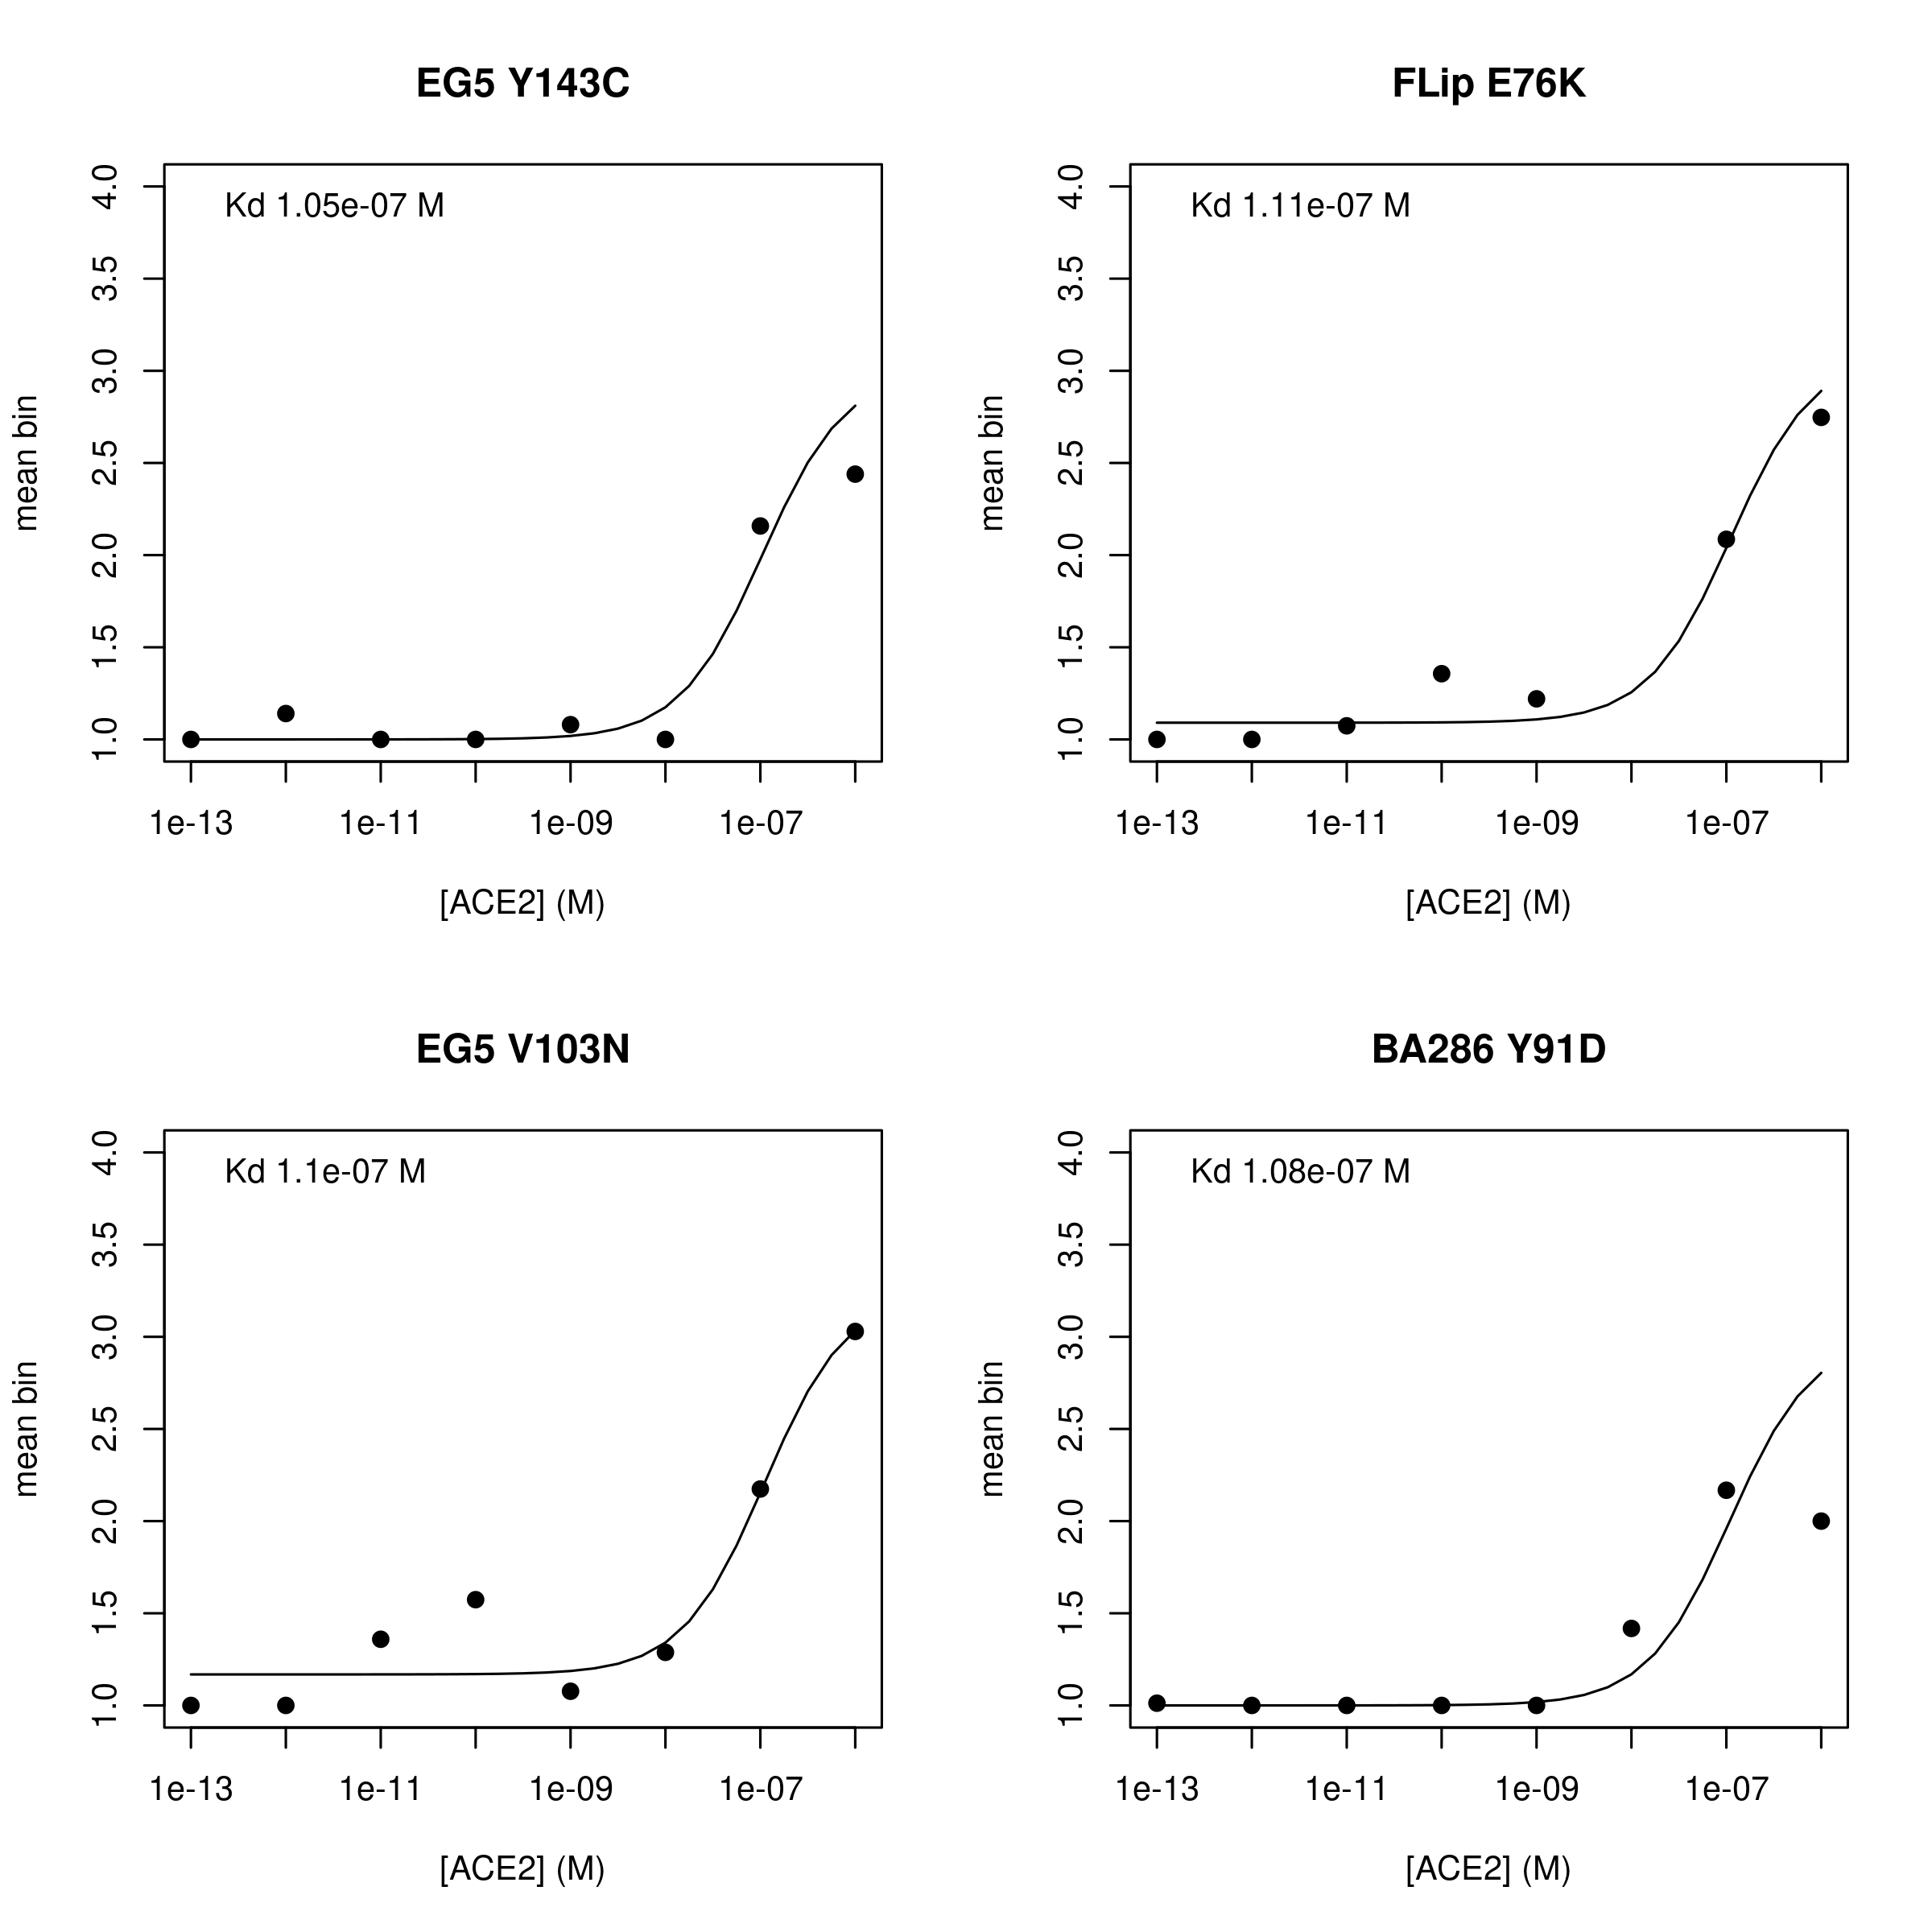 EG5 Y143C
Kd 1.05e-07 M
mean bin
4.0
3.5
3.0
2.5
2.0
1.5
1.0
1e-13 1e-11 1e-09 1e-07
[ACE2] (M)
FLip E76K
Kd 1.11e-07 M
mean bin
4.0
3.5
3.0
2.5
2.0
1.5
1.0
1e-13 1e-11 1e-09 1e-07
[ACE2] (M)
EG5 V103N
Kd 1.1e-07 M
mean bin
4.0
3.5
3.0
2.5
2.0
1.5
1.0
1e-13 1e-11 1e-09 1e-07
[ACE2] (M)
BA286 Y91D
Kd 1.08e-07 M
mean bin
4.0
3.5
3.0
2.5
2.0
1.5
1.0
1e-13 1e-11 1e-09 1e-07
[ACE2] (M)